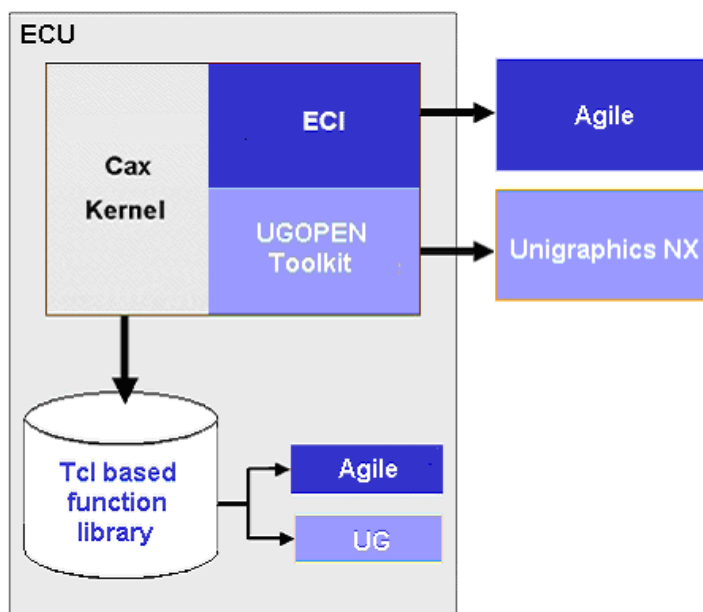 ECU
Cax
Kernel
ECI
UGOPEN
Toolkit
Agile
Unigraphics NX
Tcl based
function
library
Agile
UG